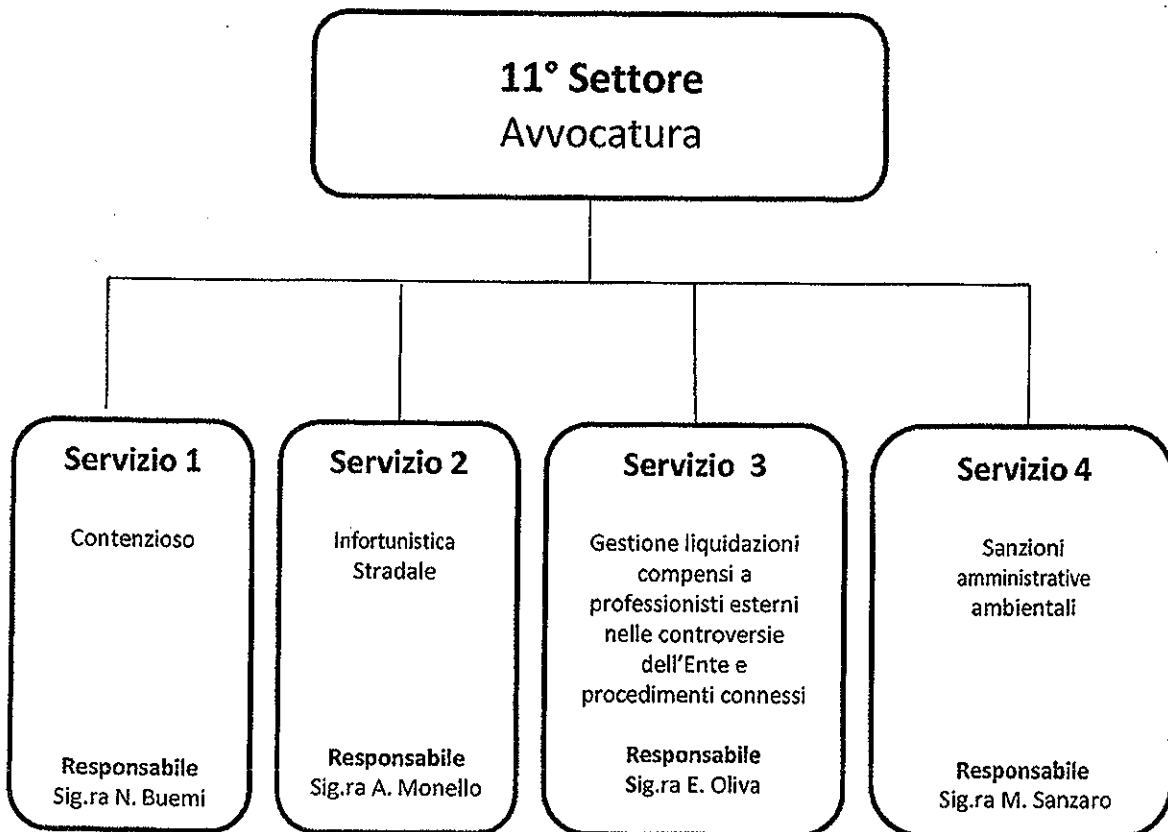 11° Settore
Avvocatura
Servizio 1
Contenzioso
Responsabile
Sig.ra N. Buemi
Servizio 2
Infortunistica
Stradale
Responsabile
Sig.ra A. Monello
Servizio 3
Gestione liquidazioni
compensi a
professionisti esterni
nelle controversie
dell'Ente e
procedimenti connessi
Responsabile
Sig.ra E. Oliva
Servizio 4
Sanzioni
amministrative
ambientali
Responsabile
Sig.ra M. Sanzaro